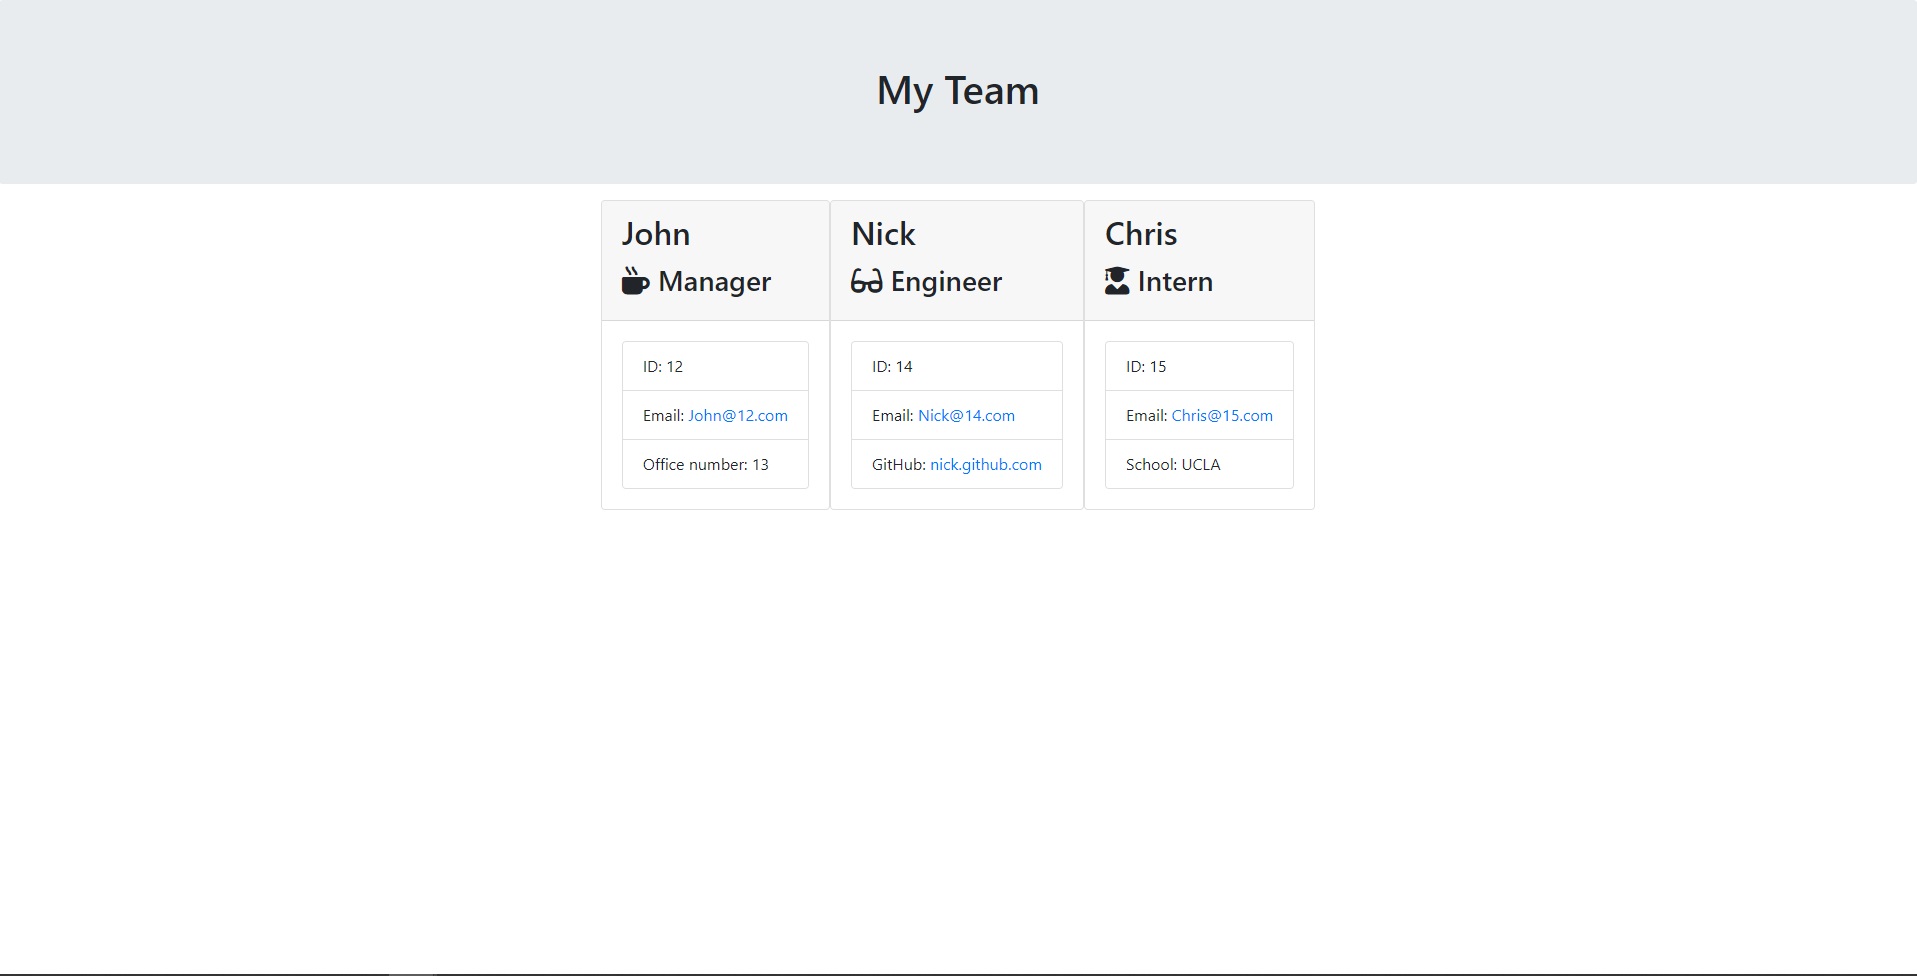 My Team
John
Manager
ID: 12
Email: John@12.com
Office number: 13
Nick
Engineer
ID: 14
Email: Nick@14.com
GitHub: nick.github.com
Chris
Intern
ID: 15
Email: Chris@15.com
School: UCLA